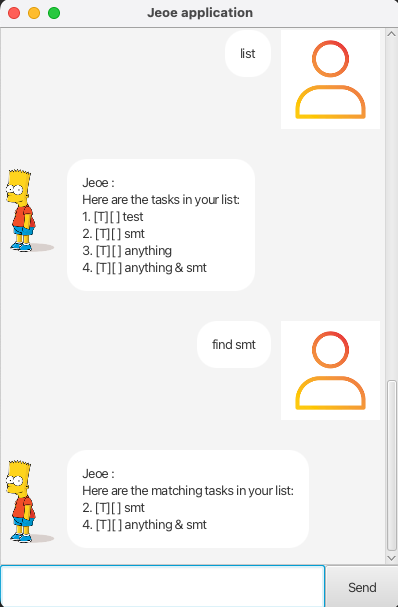 Jeoe application
list
Jeoe :
Here are the tasks in your list:
1. [T][ ] test
2. [T][ ] smt
3. [T][ ] anything
4. [T][ ] anything & smt
find smt
Jeoe :
Here are the matching tasks in your list:
2. [T][ ] smt
4. [T][ ] anything & smt
Send